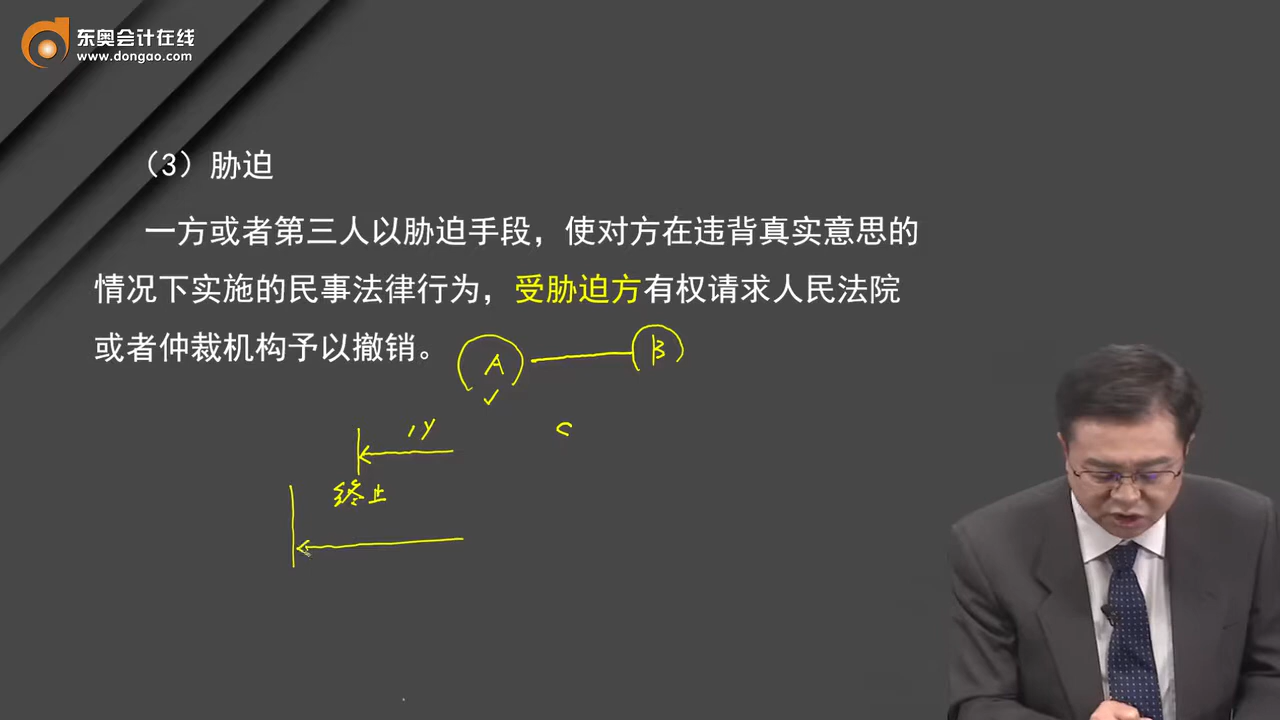 东奥会计在线
www.dongao.com
（3）胁迫
一方或者第三人以胁迫手段，使对方在违背真实意思的
情况下实施的民事法律行为，受胁迫方有权请求人民法院
或者仲裁机构予以撤销。
A B
1Y
C
终止